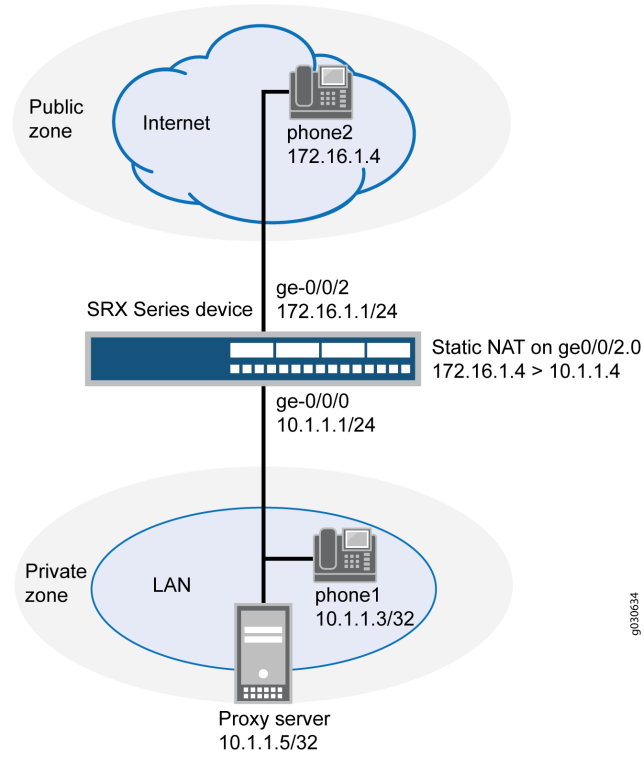 Public
zone
Internet
phone2
172.16.1.4
ge-0/0/2
172.16.1.1/24
SRX Series device
Static NAT on ge0/0/2.0
172.16.1.4 > 10.1.1.4
ge-0/0/0
10.1.1.1/24
Private
zone
LAN
phone1
10.1.1.3/32
Proxy server
10.1.1.5/32
g030634